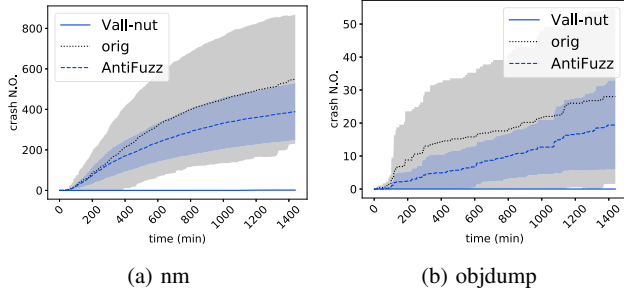 Vall-nut
orig
AntiFuzz
crash N.O.
800
600
400
200
0
0
200
400
600
800
1000
1200
1400
time (min)
(a) nm
Vall-nut
orig
AntiFuzz
crash N.O.
50
40
30
20
10
0
0
200
400
600
800
1000
1200
1400
time (min)
(b) objdump